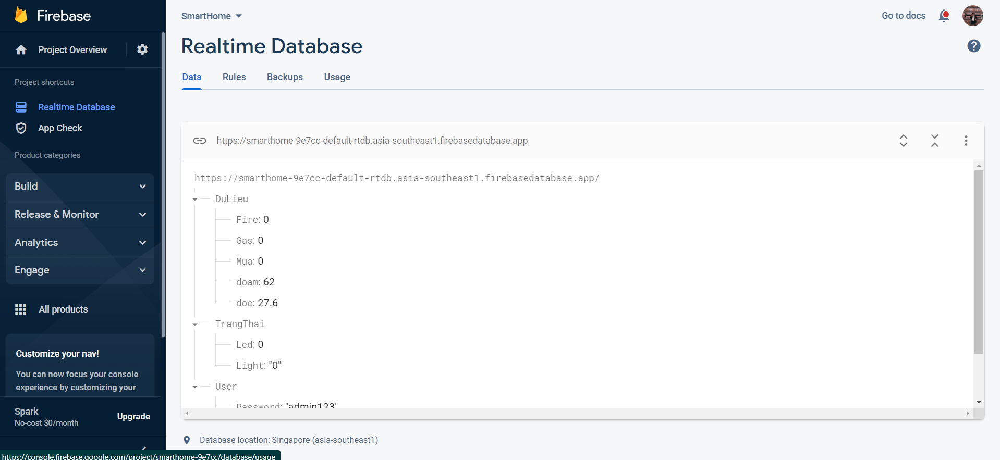 Firebase
Project Overview
Project shortcuts
Realtime Database
App Check
Product categories
Build
Release & Monitor
Analytics
Engage
All products
Customize your nav!
You can now focus your console
experience by customizing your
Spark
No-cost $0/month
Upgrade
https://console.firebase.google.com/project/smarthome-9e7cc/database/usage
SmartHome
Go to docs
Realtime Database
Data Rules Backups Usage
https://smarthome-9e7cc-default-rtdb.asia-southeast1.firebasedatabase.app
https://smarthome-9e7cc-default-rtdb.asia-southeast1.firebasedatabase.app/
DuLieu
Fire: 0
Gas: 0
Mua: 0
doam: 62
doc: 27.6
TrangThai
Led: 0
Light: "0"
User
Password: "admin123"
Database location: Singapore (asia-southeast1)